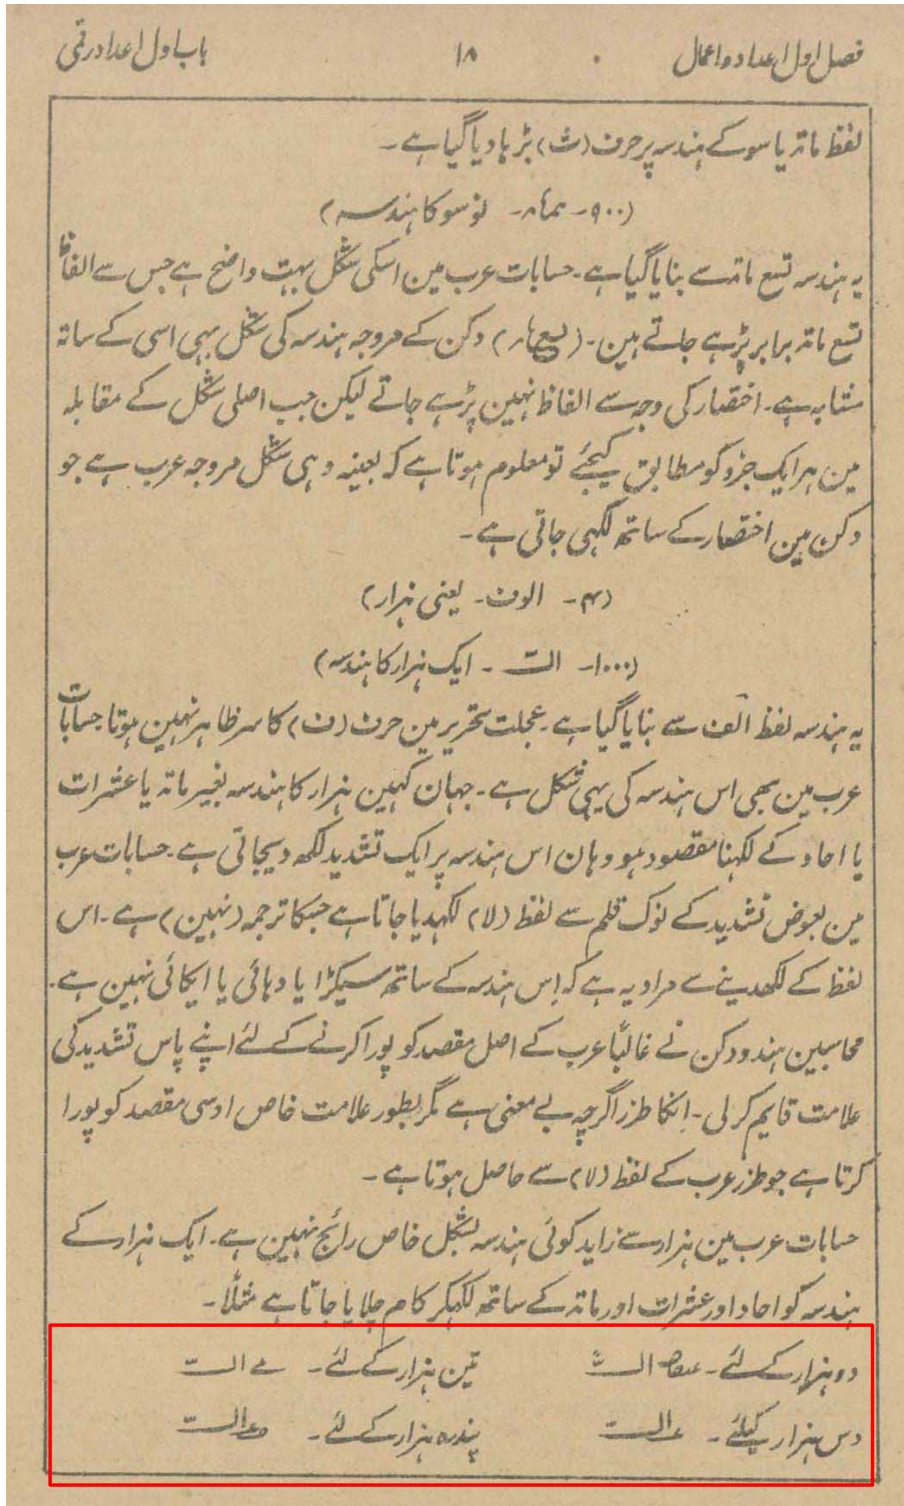 فصل اول اعداد و اعمال ۱۸ باب اول اعداد رقمی
لفظ مائہ یا سو کے ہندسہ پر حرف (ث) بڑہا دیا گیا ہے۔
(۹۰۰۔ نو سو کا ہندسہ)
یہ ہندسہ تسع مائہ سے بنایا گیا ہے۔ حسابات عرب مین اسکی شکل بہت واضح ہے جس سے الفاظ
تسع مائہ برابر پڑہے جاتے ہین۔ دکن کے مروجہ ہندسہ کی شکل بہی اسی کے ساتہ
مشابہ ہے۔ اختصار کی وجہ سے الفاظ نہین پڑہے جاتے لیکن جب اصلی شکل کے مقابلہ
مین ہر ایک جزو کو مطابق کیجئے تو معلوم ہوتا ہے کہ بعینہ وہی شکل مروجہ عرب ہے جو
دکن مین اختصار کے ساتھ لکہی جاتی ہے۔
(۴۔ الوف۔ یعنی ہزار)
(۱۰۰۰۔ الت ۔ ایک ہزار کا ہندسہ)
یہ ہندسہ لفظ الف سے بنایا گیا ہے۔ عجلت تحریر مین حرف (ف) کا سر ظاہر نہین ہوتا۔ حسابات
عرب مین بھی اس ہندسہ کی یہی شکل ہے۔ جہان کہین ہزار کا ہندسہ بغیر مائہ یا عشرات
یا احاد کے لکہنا مقصود ہو وہان اس ہندسہ پر ایک تشدید لکھ دیجاتی ہے۔ حسابات عرب
مین بعوض تشدید کے نوک قلم سے لفظ (لا) لکہدیا جاتا ہے جسکا ترجمہ (نہین) ہے۔ اس
لفظ کے لکھدینے سے مراد یہ ہے کہ اِس ہندسہ کے ساتھ سیکڑا یا دہائی یا ایکائی نہین ہے۔
محاسبین ہند و دکن نے غالبًا عرب کے اصل مقصد کو پورا کرنے کے لئے اپنے پاس تشدید کی
علامت قایم کر لی۔ اِنکا طرز اگرچہ بے معنی ہے مگر بطور علامت خاص اوسی مقصد کو پورا
کرتا ہے جو طرز عرب کے لفظ (لا) سے حاصل ہوتا ہے۔
حسابات عرب مین ہزار سے زاید کوئی ہندسہ بشکل خاص رائج نہین ہے۔ ایک ہزار کے
ہندسہ کو احاد اور عشرات اور مائہ کے ساتھ لکہکر کام چلایا جاتا ہے مثلًا۔
دو ہزار کے لئے۔ تین ہزار کے لئے۔
دس ہزار کیلئے۔ پندرہ ہزار کے لئے۔